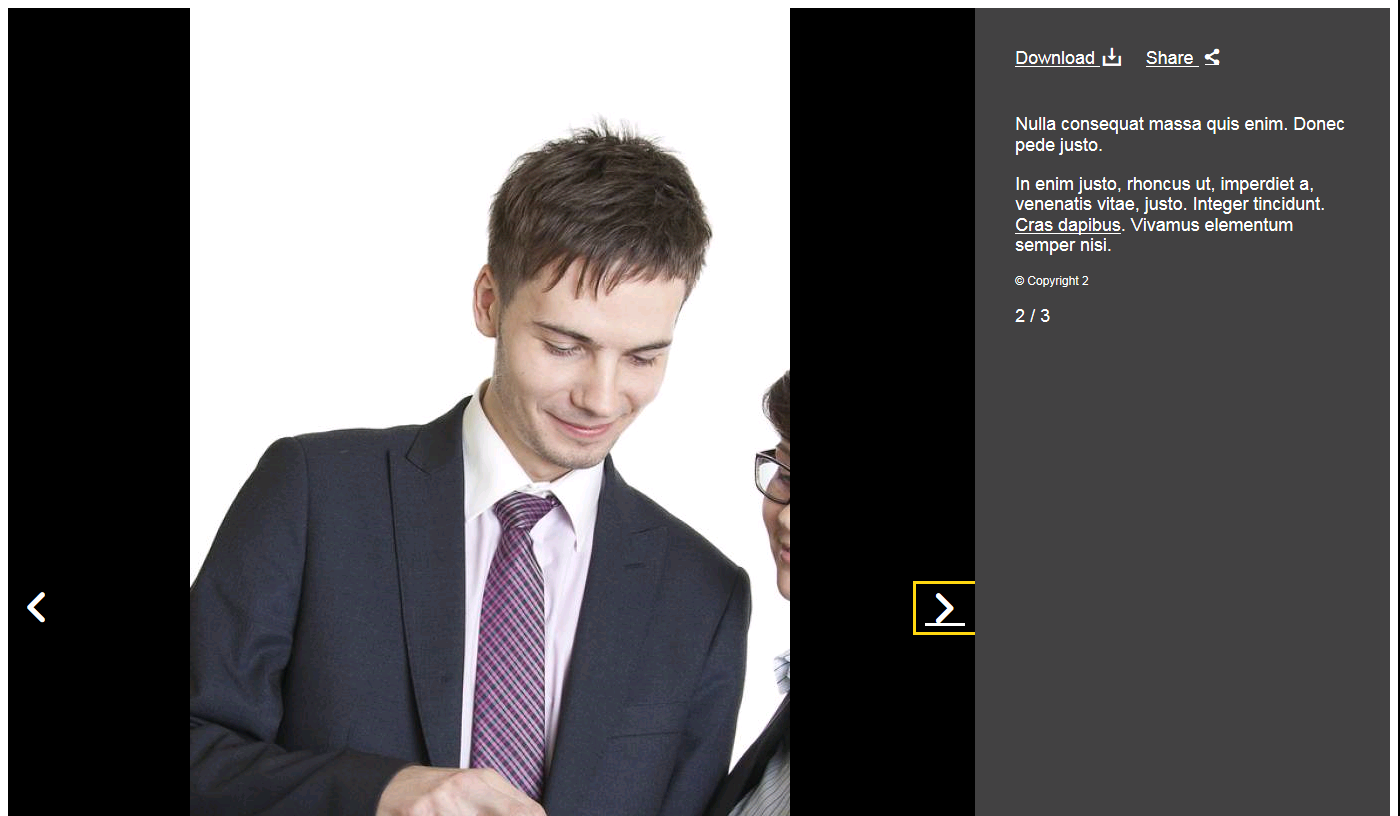 Download
Share
Nulla consequat massa quis enim. Donec
pede justo.
In enim justo, rhoncus ut, imperdiet a,
venenatis vitae, justo. Integer tincidunt.
Cras dapibus. Vivamus elementum
semper nisi.
© Copyright 2
2 / 3